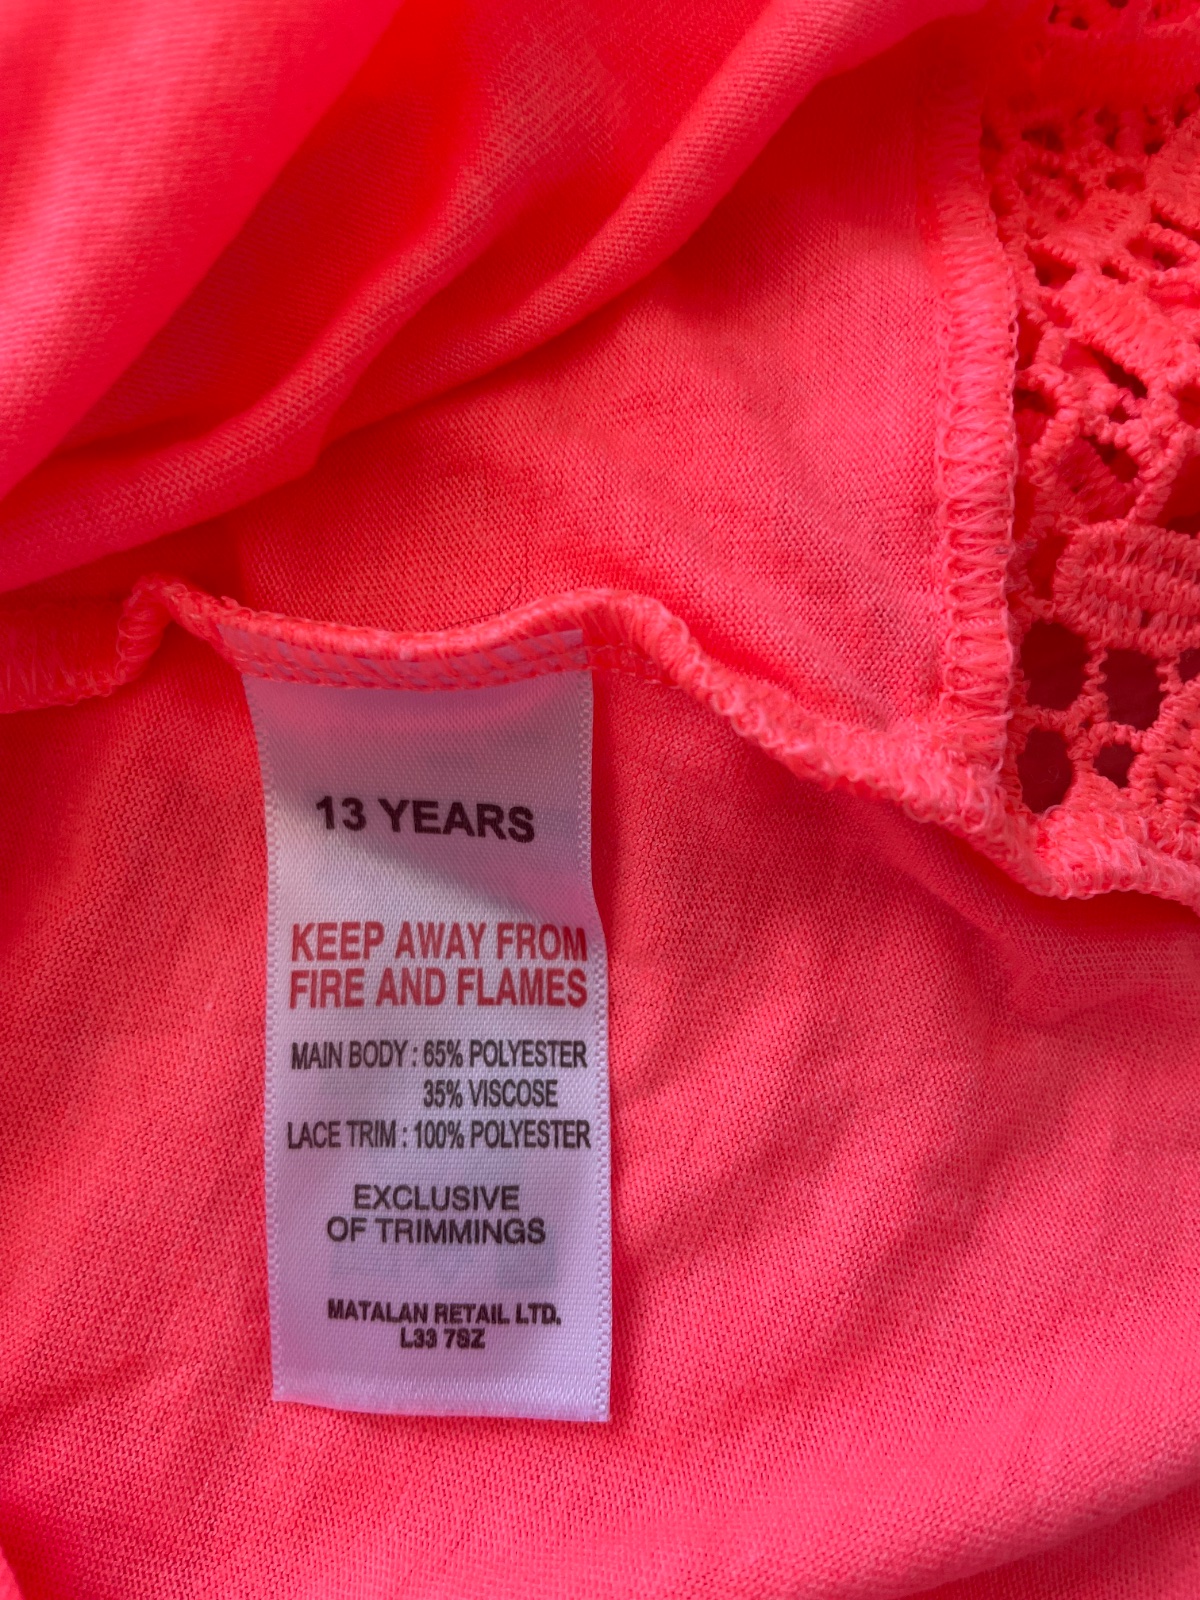 13 YEARS
KEEP AWAY FROM
FIRE AND FLAMES
MAIN BODY : 65% POLYESTER
35% VISCOSE
LACE TRIM : 100% POLYESTER
EXCLUSIVE
OF TRIMMINGS
MATALAN RETAIL LTD.
L33 7SZ